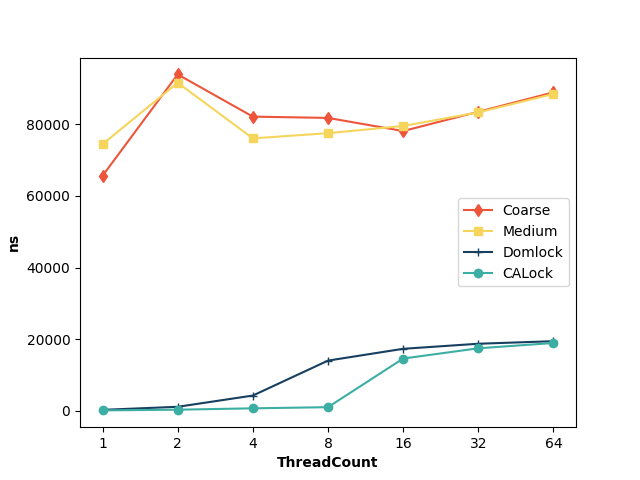 80000
60000
40000
20000
0
ns
1 2 4 8 16 32 64
ThreadCount
Coarse
Medium
Domlock
CALock